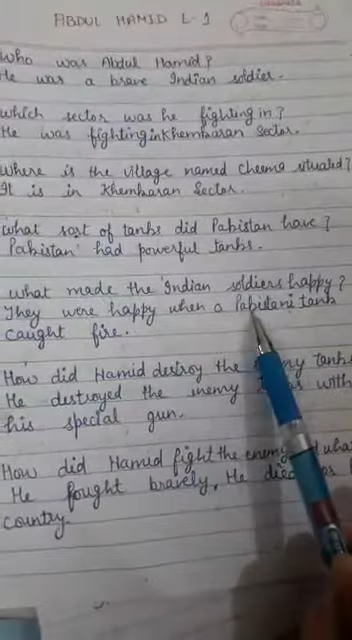 ABDUL HAMID L-1
Who was Abdul Hamid?
He was a brave Indian soldier.
which sector was he fighting in?
He was fighting in Khembaran Sector.
Where is the village named Cheema situated?
It is in Khembaran Sector.
what sort of tanks did Pakistan have?
Pakistan had powerful tanks.
what made the Indian soldiers happy?
They were happy when a Pakistani tank
caught fire.
How did Hamid destroy the tanks
He destroyed the enemy with
his special gun.
How did Hamid fight the enemy
He fought bravely, He
country.